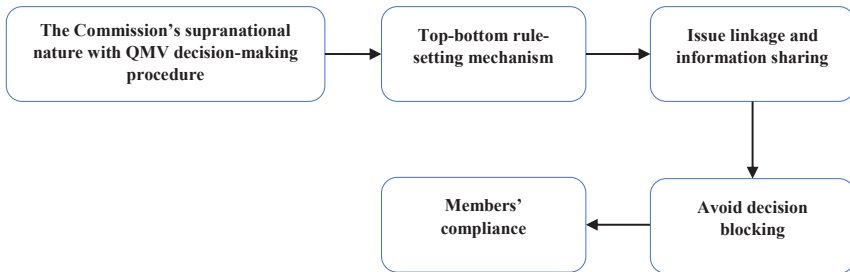 The Commission’s supranational
nature with QMV decision-making
procedure
Top-bottom rule-
setting mechanism
Issue linkage and
information sharing
Avoid decision
blocking
Members’
compliance